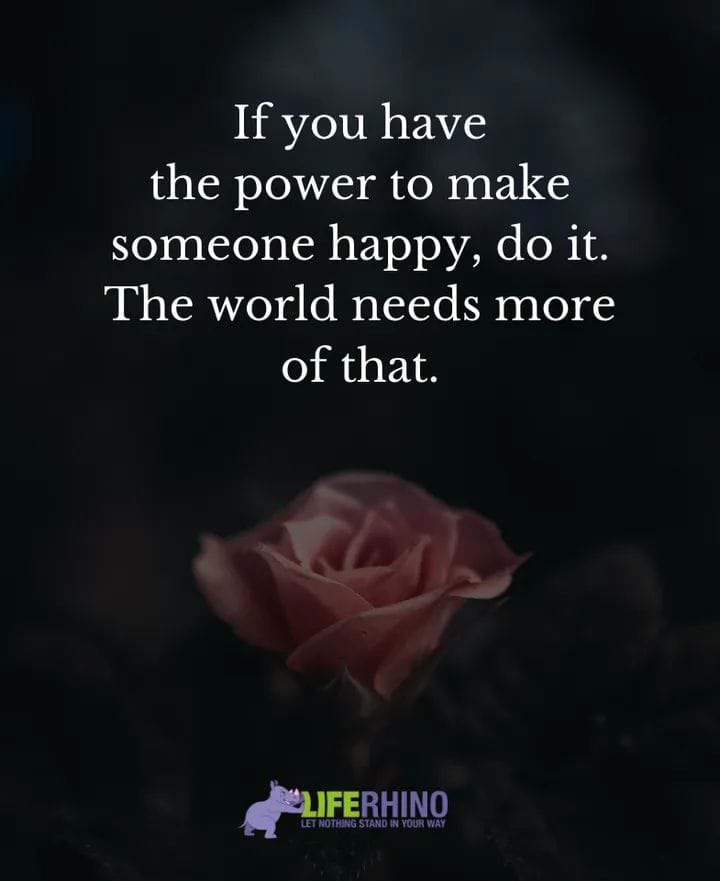 If you have
the power to make
someone happy, do it.
The world needs more
of that.
LIFERHINO
LET NOTHING STAND IN YOUR WAY